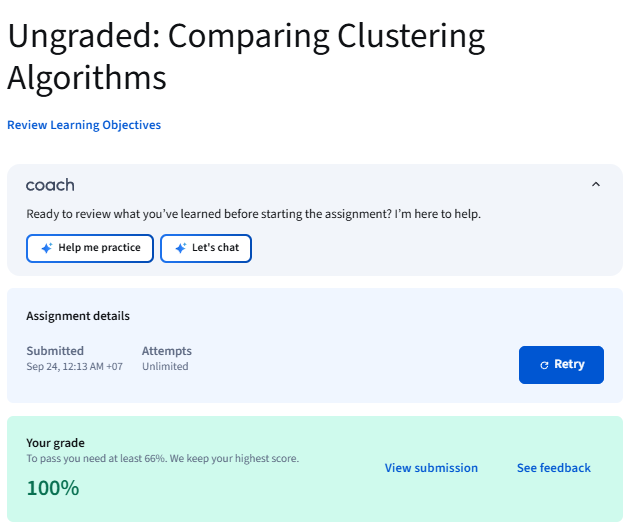 Ungraded: Comparing Clustering
Algorithms
Review Learning Objectives
coach
Ready to review what you've learned before starting the assignment? I'm here to help.
Help me practice
Let's chat
Assignment details
Submitted
Attempts
Sep 24, 12:13 AM +07
Unlimited
Retry
Your grade
To pass you need at least 66%. We keep your highest score.
100%
View submission
See feedback